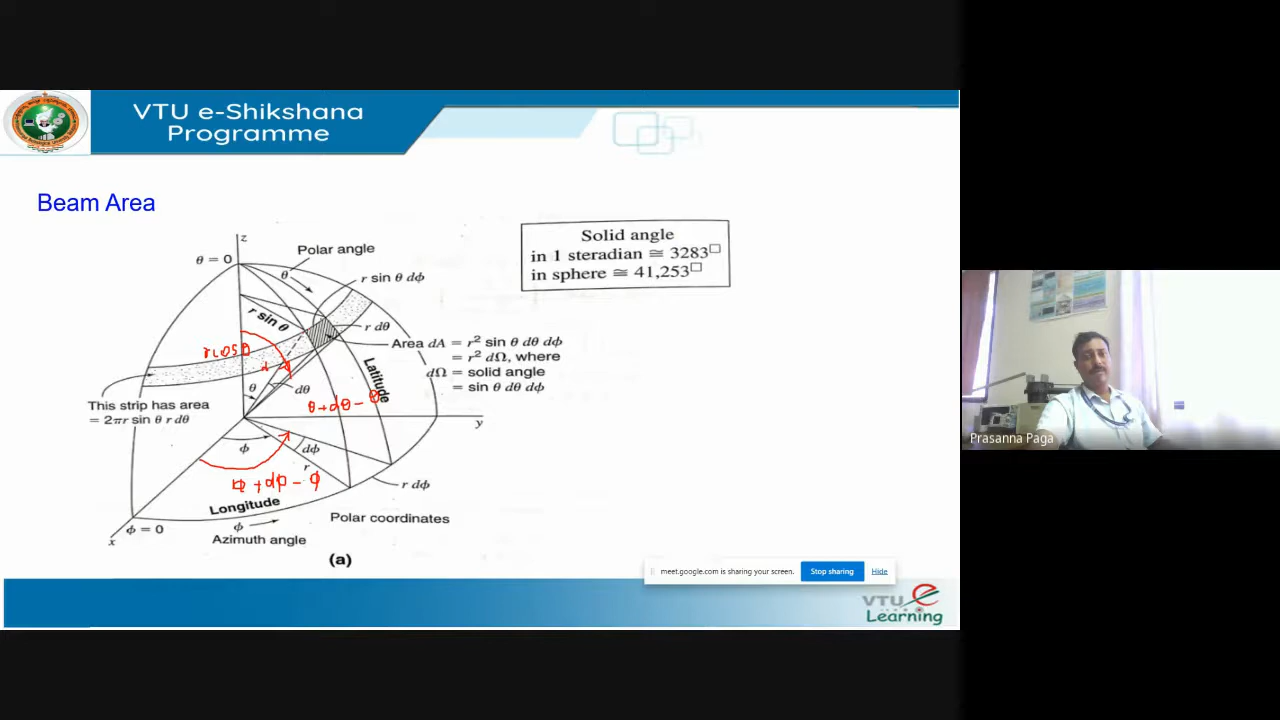 VTU e-Shikshana
Programme
Beam Area
z
θ = 0
Polar angle
θ
r sin θ dϕ
r sin θ
r dθ
Area dA = r² sin θ dθ dϕ
= r² dΩ, where
dΩ = solid angle
= sin θ dθ dϕ
r cos θ
Latitude
θ
dθ
θ + dθ - θ
This strip has area
= 2πr sin θ r dθ
y
ϕ
dϕ
r
ϕ + dϕ - ϕ
r dϕ
Longitude
ϕ
Polar coordinates
ϕ = 0
x
Azimuth angle
(a)
Solid angle
in 1 steradian ≅ 3283□
in sphere ≅ 41,253□
Prasanna Paga
meet.google.com is sharing your screen.
Stop sharing
Hide
VTU e
Learning